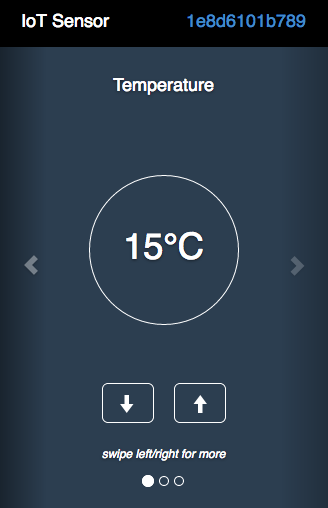 IoT Sensor 1e8d6101b789
Temperature
15°C
swipe left/right for more